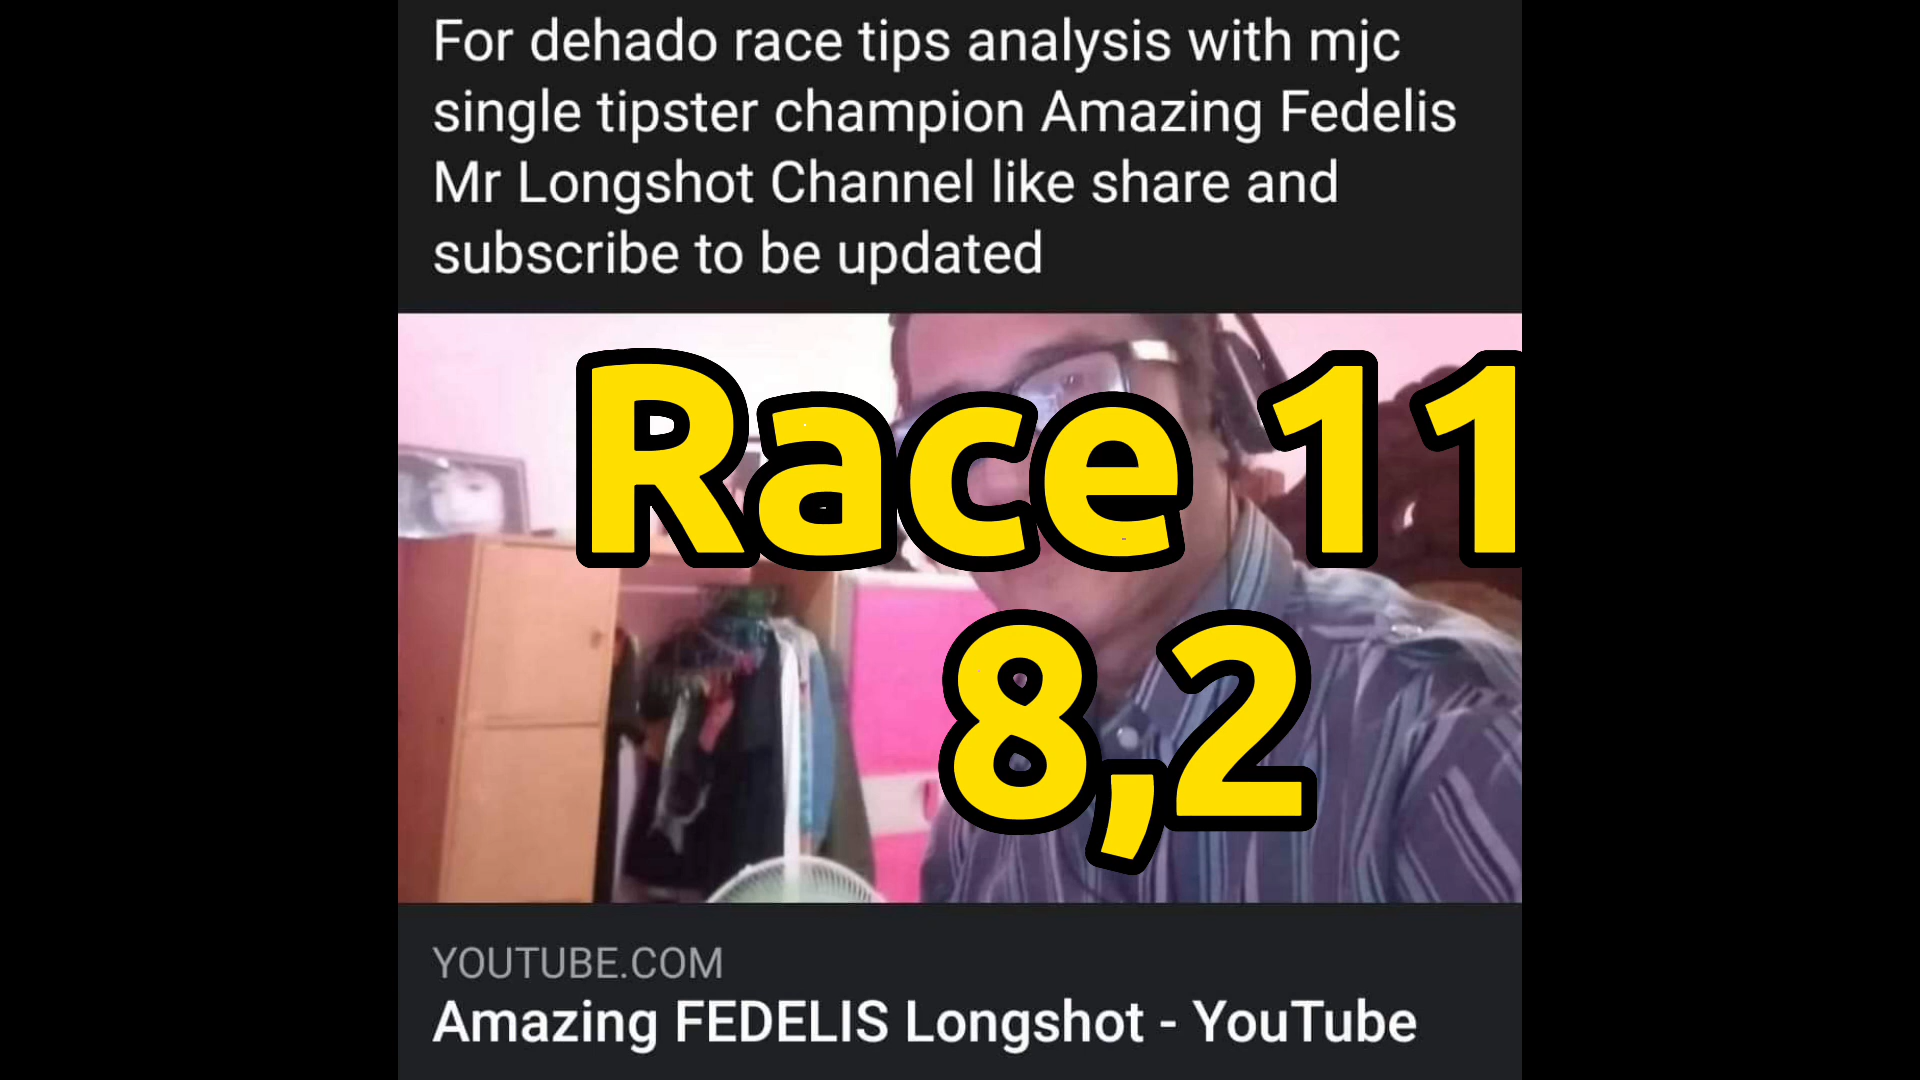 For dehado race tips analysis with mjc
single tipster champion Amazing Fedelis
Mr Longshot Channel like share and
subscribe to be updated
Race 11
8,2
YOUTUBE.COM
Amazing FEDELIS Longshot - YouTube